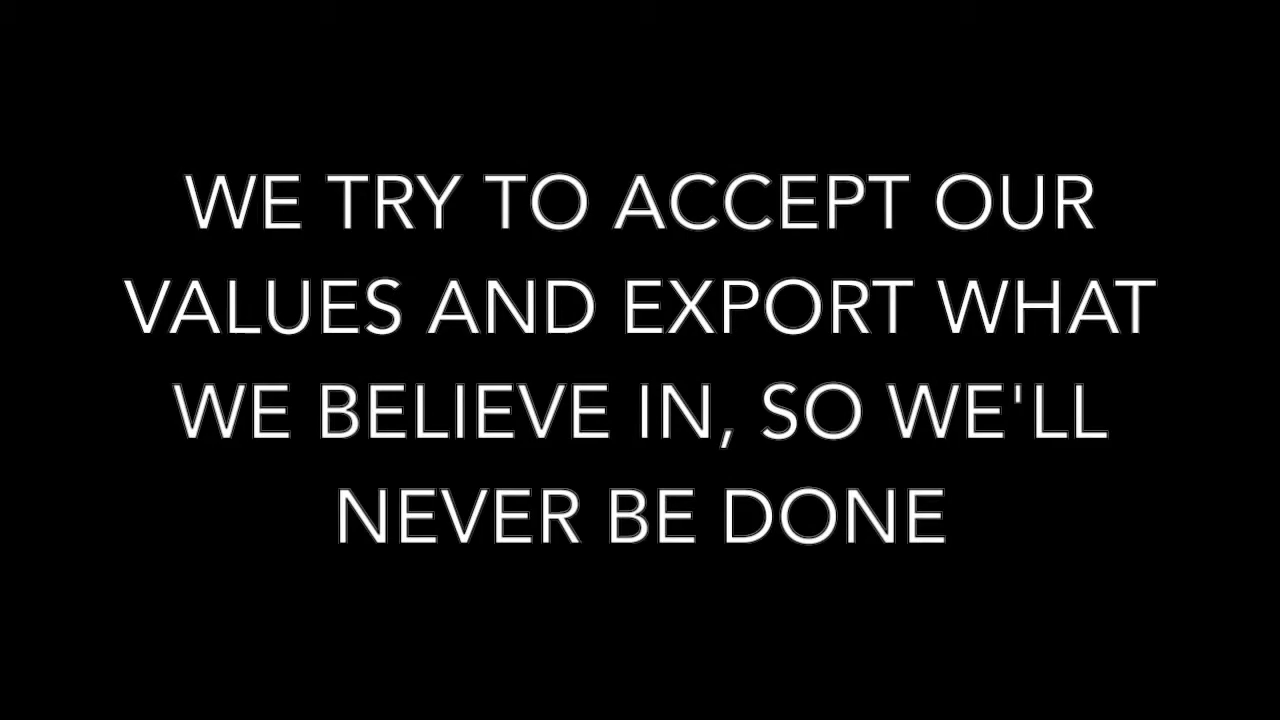 WE TRY TO ACCEPT OUR
VALUES AND EXPORT WHAT
WE BELIEVE IN, SO WE'LL
NEVER BE DONE